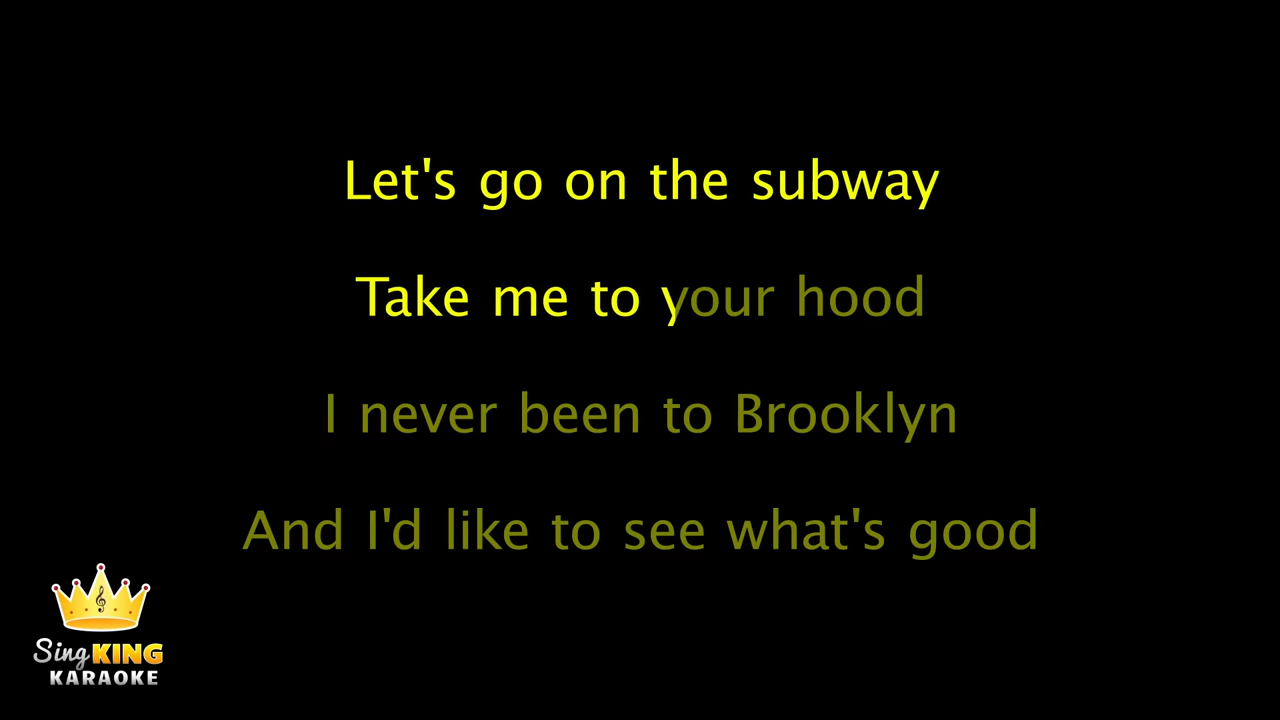 Let's go on the subway
Take me to your hood
I never been to Brooklyn
And I'd like to see what's good
Sing KING
KARAOKE